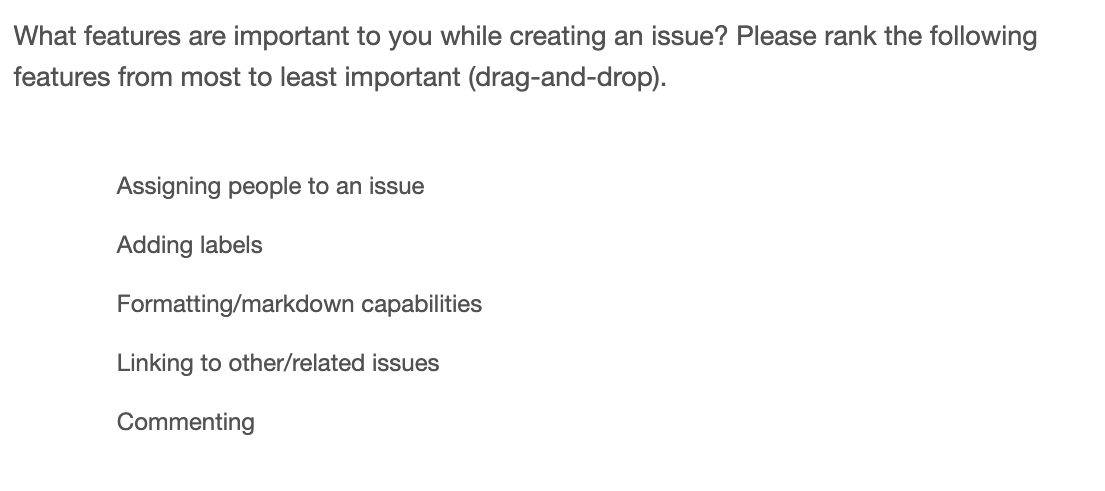 What features are important to you while creating an issue? Please rank the following
features from most to least important (drag-and-drop).
Assigning people to an issue
Adding labels
Formatting/markdown capabilities
Linking to other/related issues
Commenting